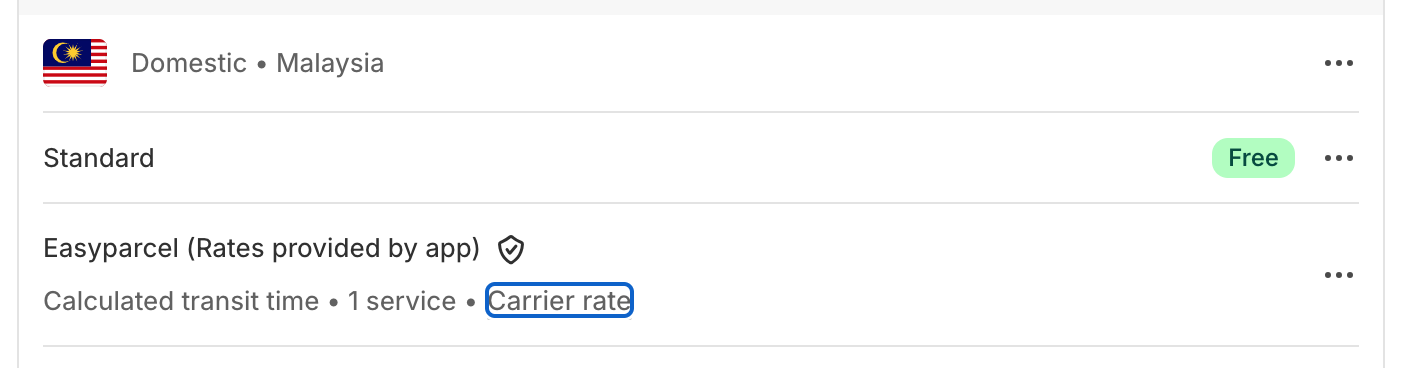 Domestic • Malaysia
Standard
Free
Easyparcel (Rates provided by app)
Calculated transit time • 1 service • Carrier rate